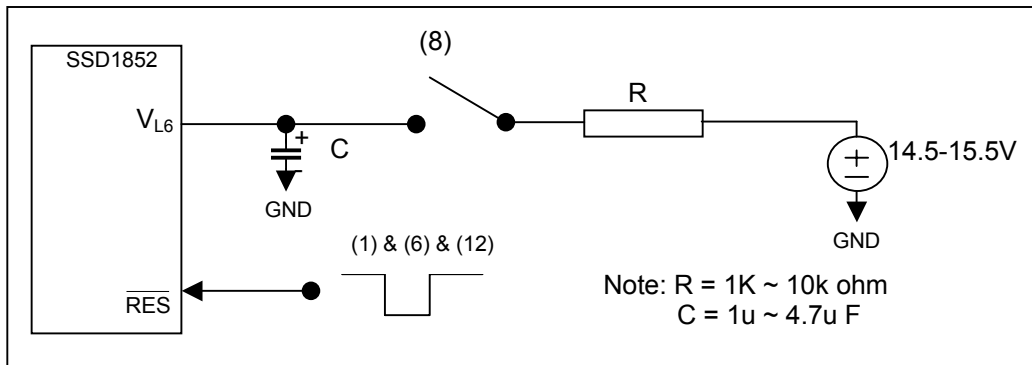 SSD1852
(8)
R
VL6
+
C
-
GND
+
-
14.5-15.5V
GND
(1) & (6) & (12)
RES
Note: R = 1K ~ 10k ohm
C = 1u ~ 4.7u F